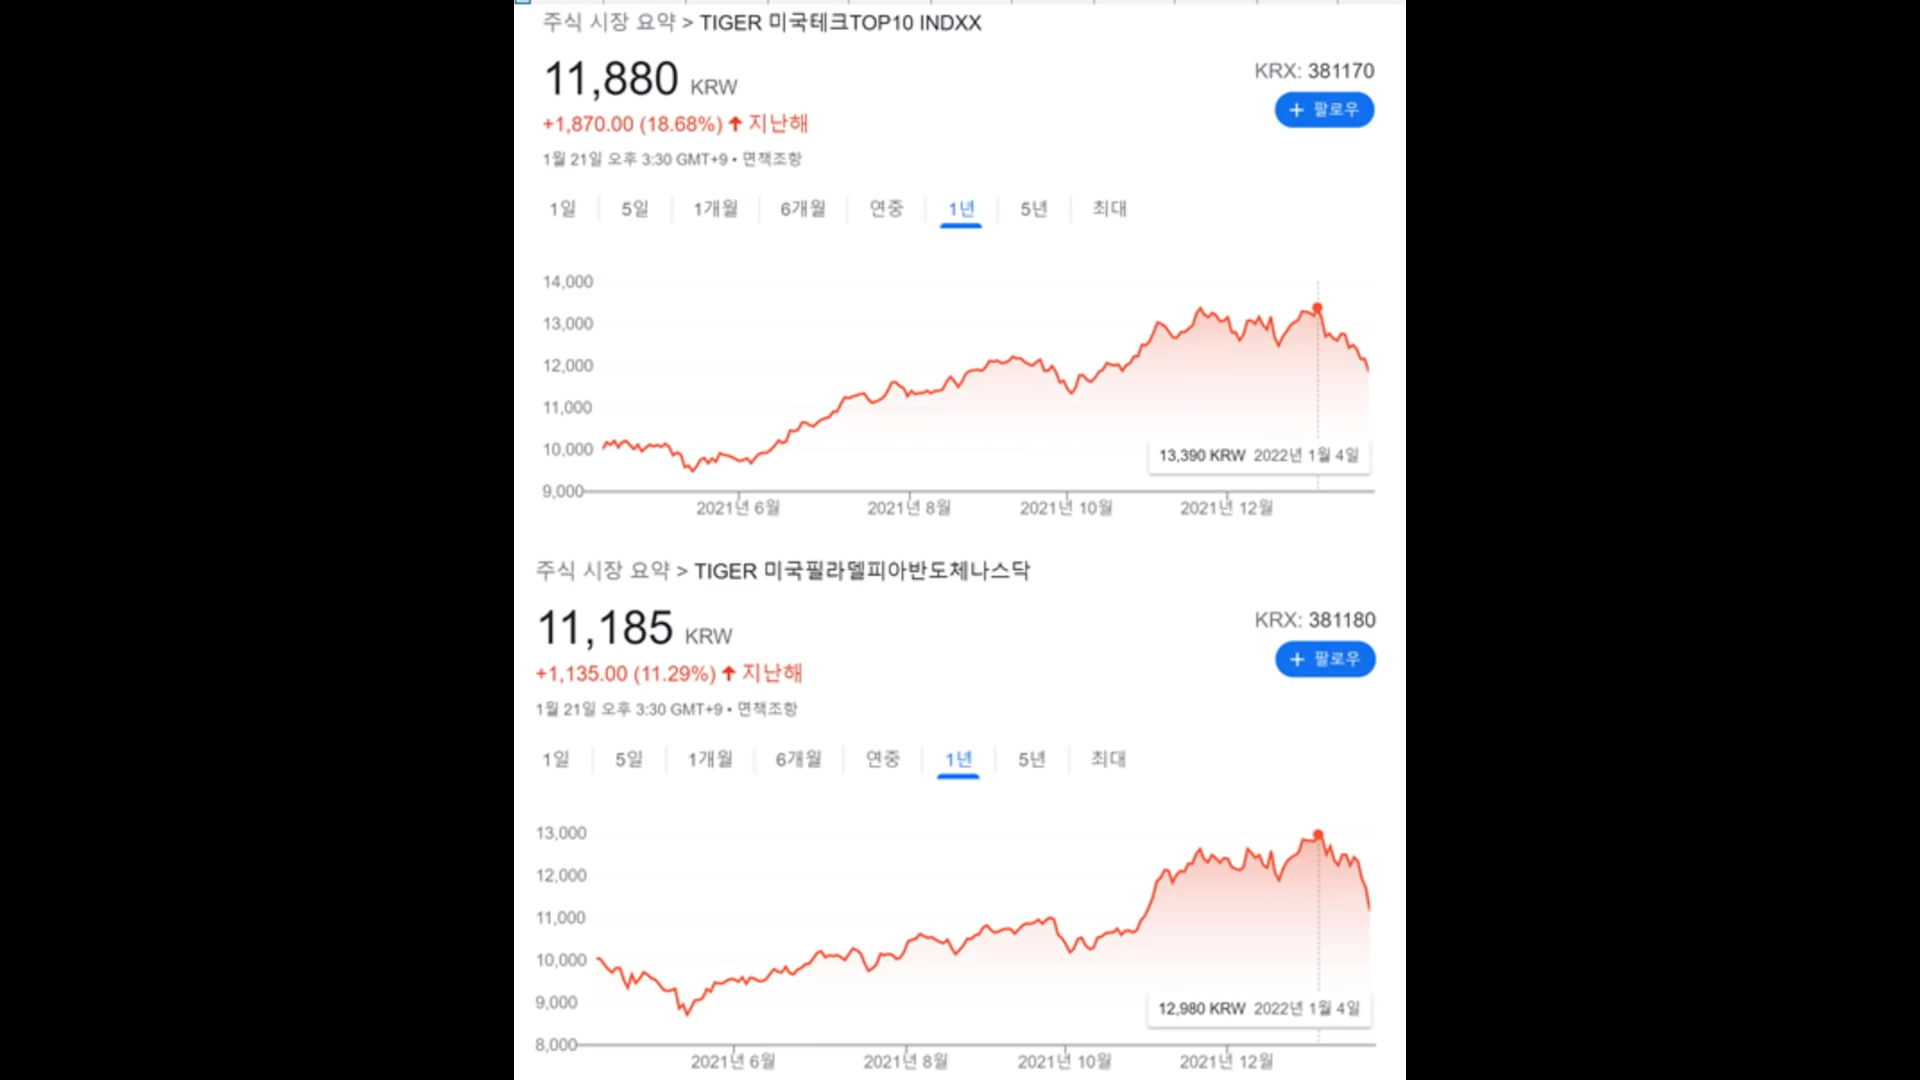 주식 시장 요약 > TIGER 미국테크TOP10 INDXX
11,880 KRW
KRX: 381170
+ 팔로우
+1,870.00 (18.68%) ↑ 지난해
1월 21일 오후 3:30 GMT+9 • 면책조항
1일 5일 1개월 6개월 연중 1년 5년 최대
14,000
13,000
12,000
11,000
10,000
9,000
13,390 KRW 2022년 1월 4일
2021년 6월 2021년 8월 2021년 10월 2021년 12월
주식 시장 요약 > TIGER 미국필라델피아반도체나스닥
11,185 KRW
KRX: 381180
+ 팔로우
+1,135.00 (11.29%) ↑ 지난해
1월 21일 오후 3:30 GMT+9 • 면책조항
1일 5일 1개월 6개월 연중 1년 5년 최대
13,000
12,000
11,000
10,000
9,000
8,000
12,980 KRW 2022년 1월 4일
2021년 6월 2021년 8월 2021년 10월 2021년 12월